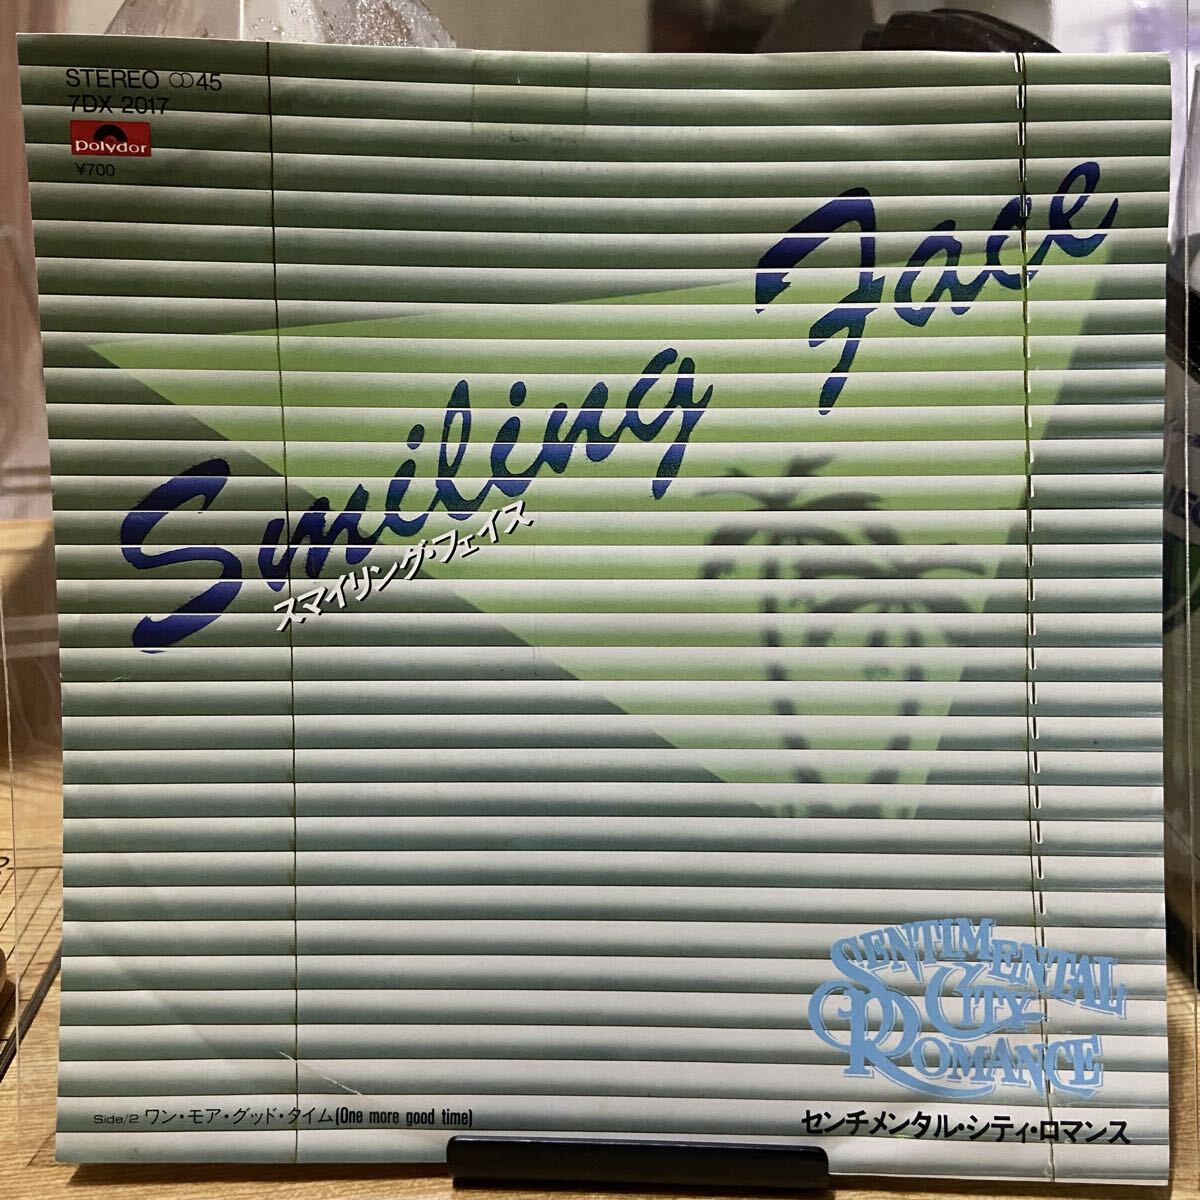 STEREO ∞45
7DX 2017
polydor
¥700
Smiling Face
スマイリング・フェイス
SENTIMENTAL
CITY
ROMANCE
Side/2 ワン・モア・グッド・タイム(One more good time)
センチメンタル・シティ・ロマンス